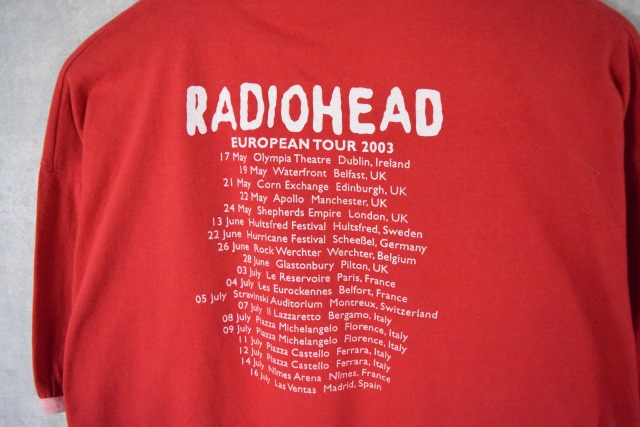 RADIOHEAD
EUROPEAN TOUR 2003
17 May Olympia Theatre Dublin, Ireland
19 May Waterfront Belfast, UK
21 May Corn Exchange Edinburgh, UK
22 May Apollo Manchester, UK
24 May Shepherds Empire London, UK
13 June Hultsfred Festival Hultsfred, Sweden
22 June Hurricane Festival Scheeßel, Germany
26 June Rock Werchter Werchter, Belgium
28 June Glastonbury Pilton, UK
03 July Le Reservoire Paris, France
04 July Les Eurockennes Belfort, France
05 July Stravinski Auditorium Montreux, Switzerland
07 July Il Lazzaretto Bergamo, Italy
08 July Piazza Michelangelo Florence, Italy
09 July Piazza Michelangelo Florence, Italy
11 July Piazza Castello Ferrara, Italy
12 July Piazza Castello Ferrara, Italy
14 July Nîmes Arena Nîmes, France
16 July Las Ventas Madrid, Spain